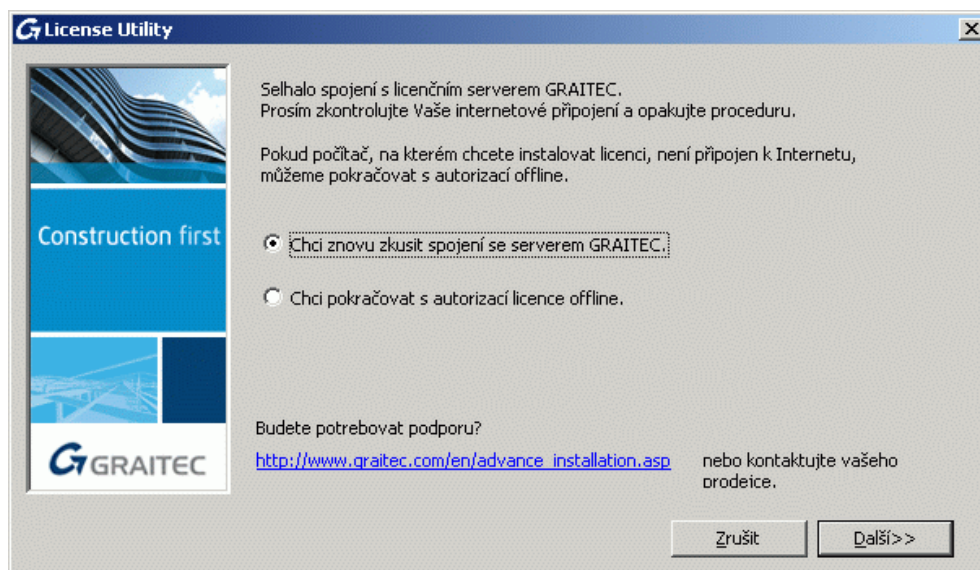 License Utility
Selhalo spojení s licenčním serverem GRAITEC.
Prosím zkontrolujte Vaše internetové připojení a opakujte proceduru.
Pokud počítač, na kterém chcete instalovat licenci, není připojen k Internetu,
můžeme pokračovat s autorizací offline.
Construction first
Chci znovu zkusit spojení se serverem GRAITEC.
Chci pokračovat s autorizací licence offline.
GRAITEC
Budete potrebovat podporu?
http://www.graitec.com/en/advance_installation.asp
nebo kontaktujte vašeho
prodejce.
Zrušit
Další>>